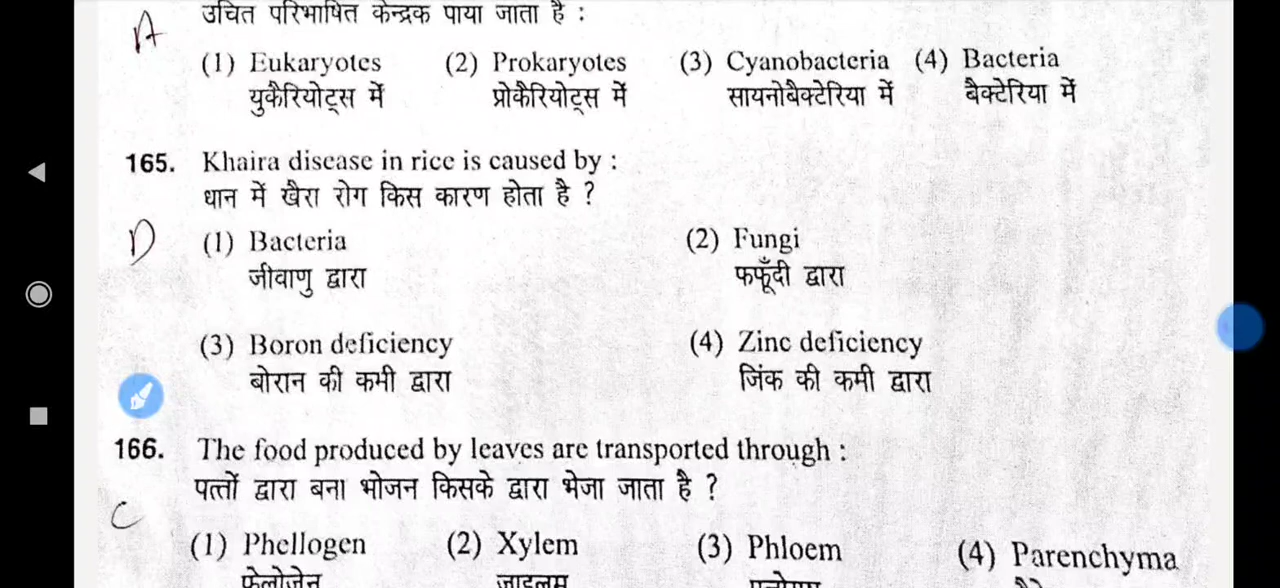 उचित परिभाषित केन्द्रक पाया जाता है :
A
(1) Eukaryotes (2) Prokaryotes (3) Cyanobacteria (4) Bacteria
युकैरियोट्स में प्रोकैरियोट्स में सायनोबैक्टेरिया में बैक्टेरिया में
165. Khaira disease in rice is caused by :
धान में खैरा रोग किस कारण होता है ?
D (1) Bacteria (2) Fungi
जीवाणु द्वारा फफूँदी द्वारा
(3) Boron deficiency (4) Zinc deficiency
बोरान की कमी द्वारा जिंक की कमी द्वारा
166. The food produced by leaves are transported through :
पत्तों द्वारा बना भोजन किसके द्वारा भेजा जाता है ?
C
(1) Phellogen (2) Xylem (3) Phloem (4) Parenchyma
फेलोजेन जाइलम